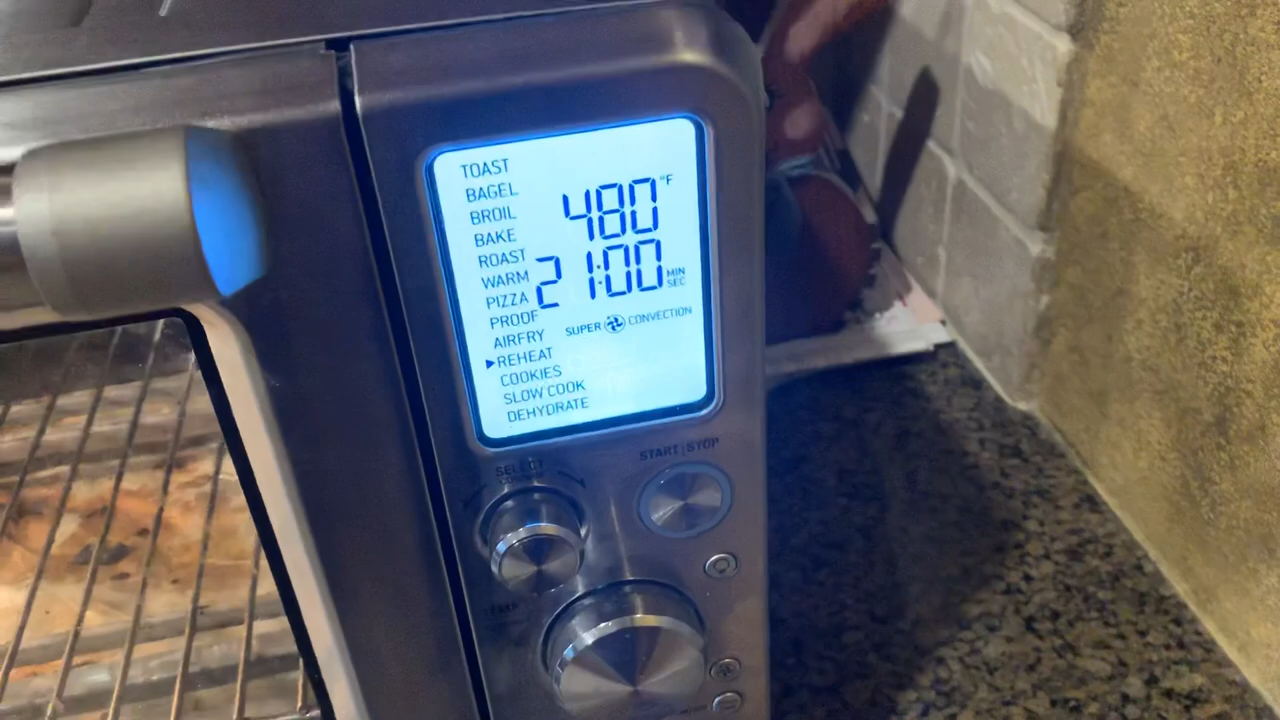 TOAST
BAGEL
BROIL
BAKE
ROAST
WARM
PIZZA
PROOF
AIRFRY
REHEAT
COOKIES
SLOW COOK
DEHYDRATE
480°F
21:00 MIN SEC
SUPER CONVECTION
SELECT
START|STOP